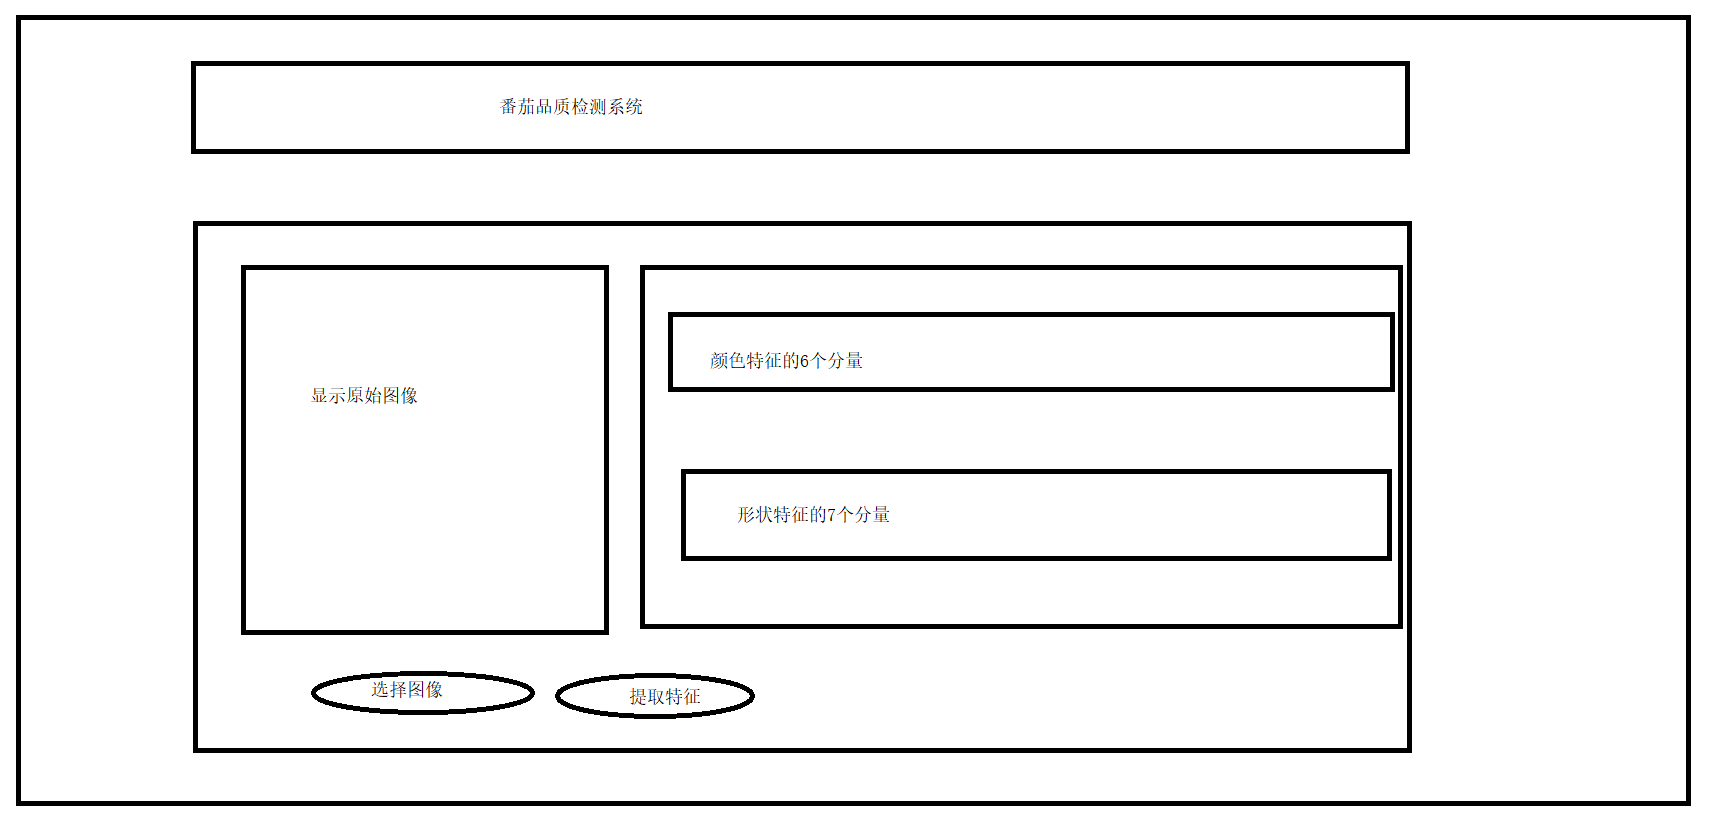 番茄品质检测系统
显示原始图像
颜色特征的6个分量
形状特征的7个分量
选择图像
提取特征